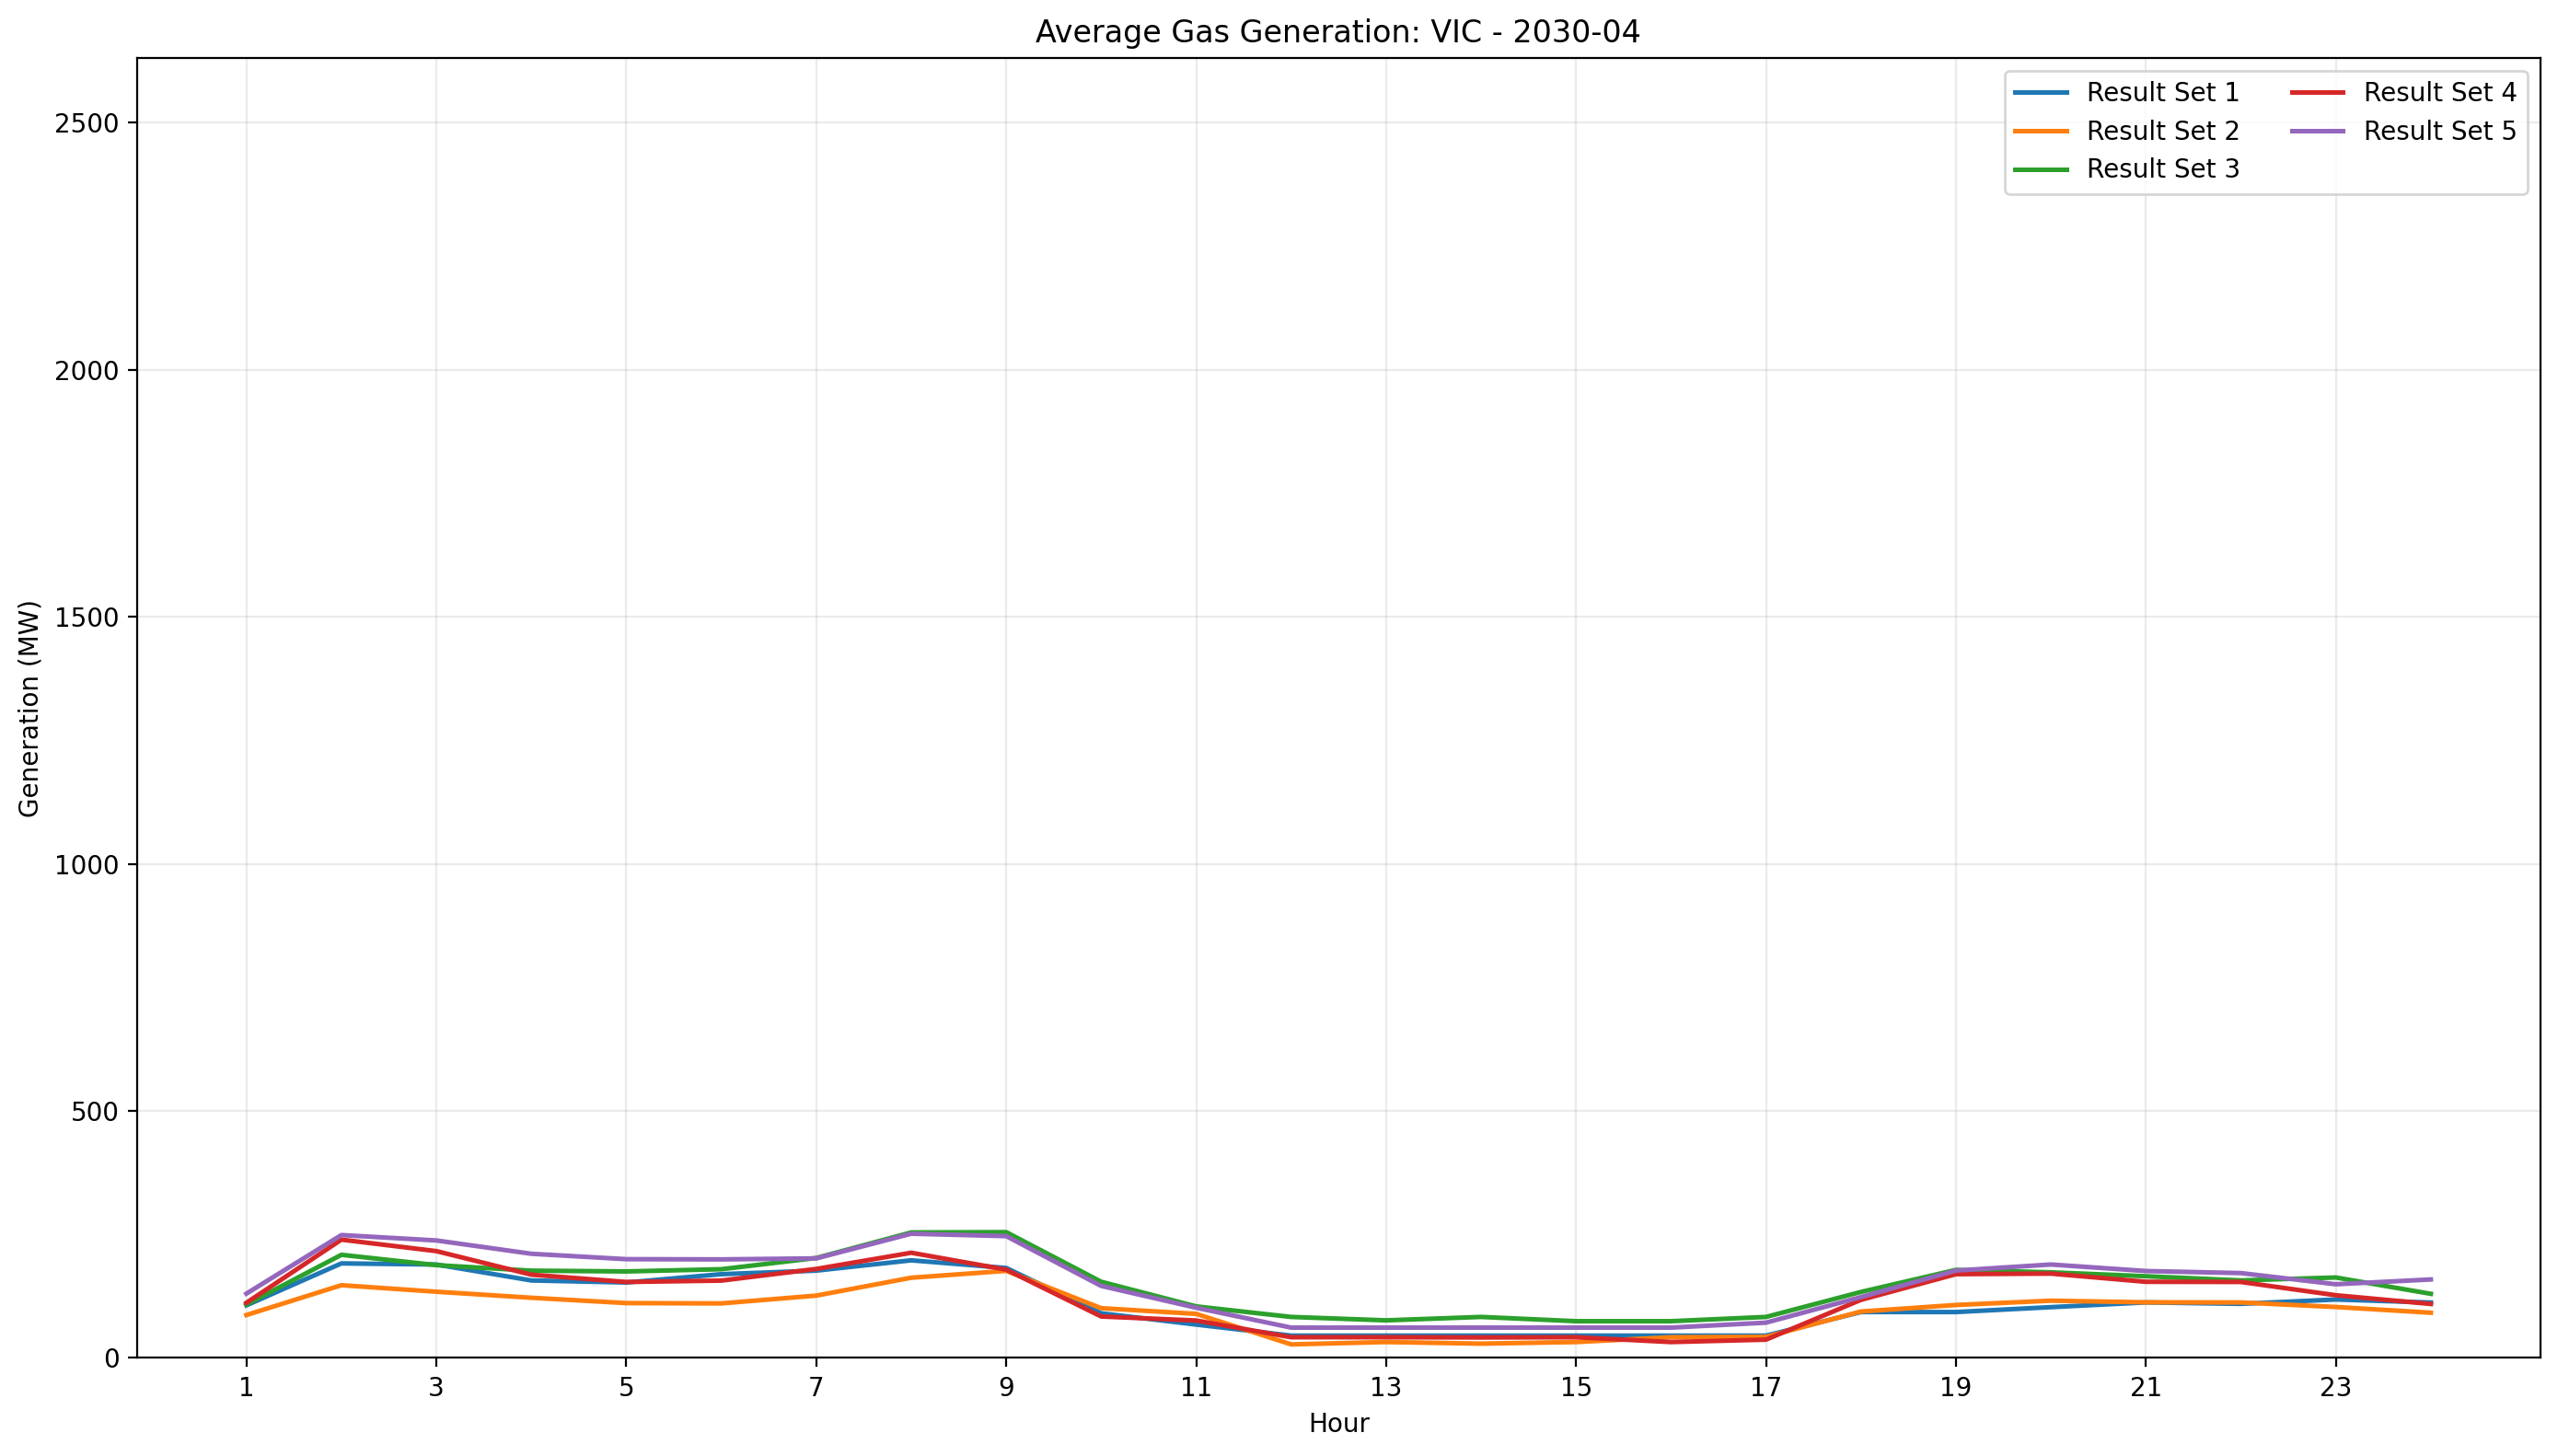 Average Gas Generation: VIC - 2030-04
Result Set 1
Result Set 2
Result Set 3
Result Set 4
Result Set 5
Generation (MW)
2500
2000
1500
1000
500
0
1 3 5 7 9 11 13 15 17 19 21 23
Hour